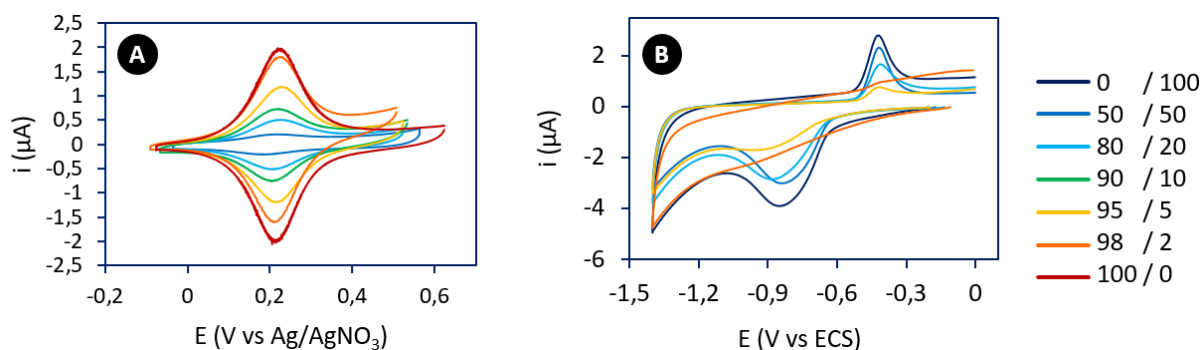 A
i (µA)
2,5
2
1,5
1
0,5
0
-0,5
-1
-1,5
-2
-2,5
-0,2 0 0,2 0,4 0,6
E (V vs Ag/AgNO₃)
B
i (µA)
2
0
-2
-4
-6
-1,5 -1,2 -0,9 -0,6 -0,3 0
E (V vs ECS)
0 / 100
50 / 50
80 / 20
90 / 10
95 / 5
98 / 2
100 / 0